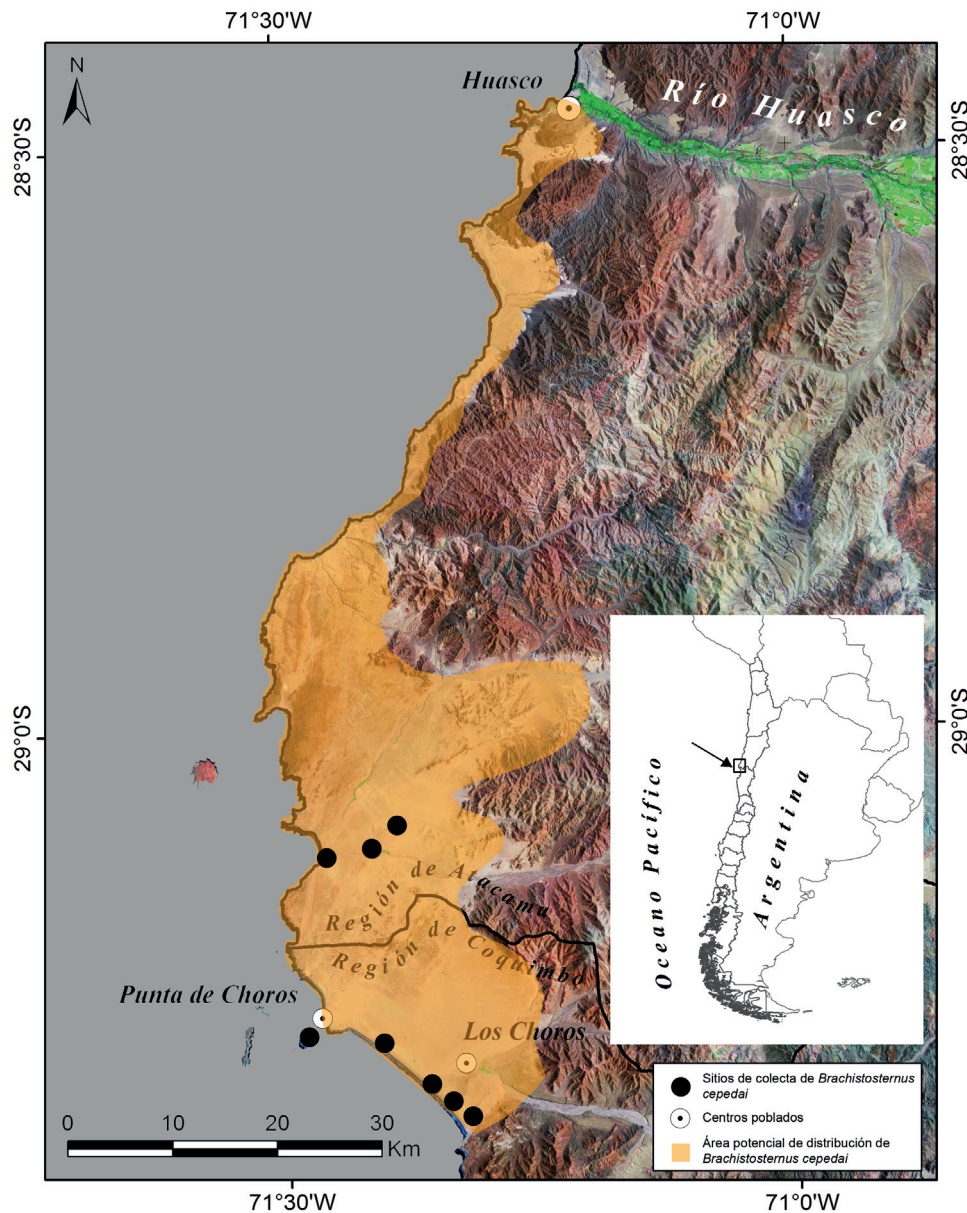 71°30'W
71°0'W
N
Huasco
Río Huasco
28°30'S
28°30'S
29°0'S
29°0'S
Región de Atacama
Región de Coquimbo
Punta de Choros
Los Choros
Oceano Pacífico
Argentina
0 10 20 30
Km
Sitios de colecta de Brachistosternus
cepedai
Centros poblados
Área potencial de distribución de
Brachistosternus cepedai
71°30'W
71°0'W